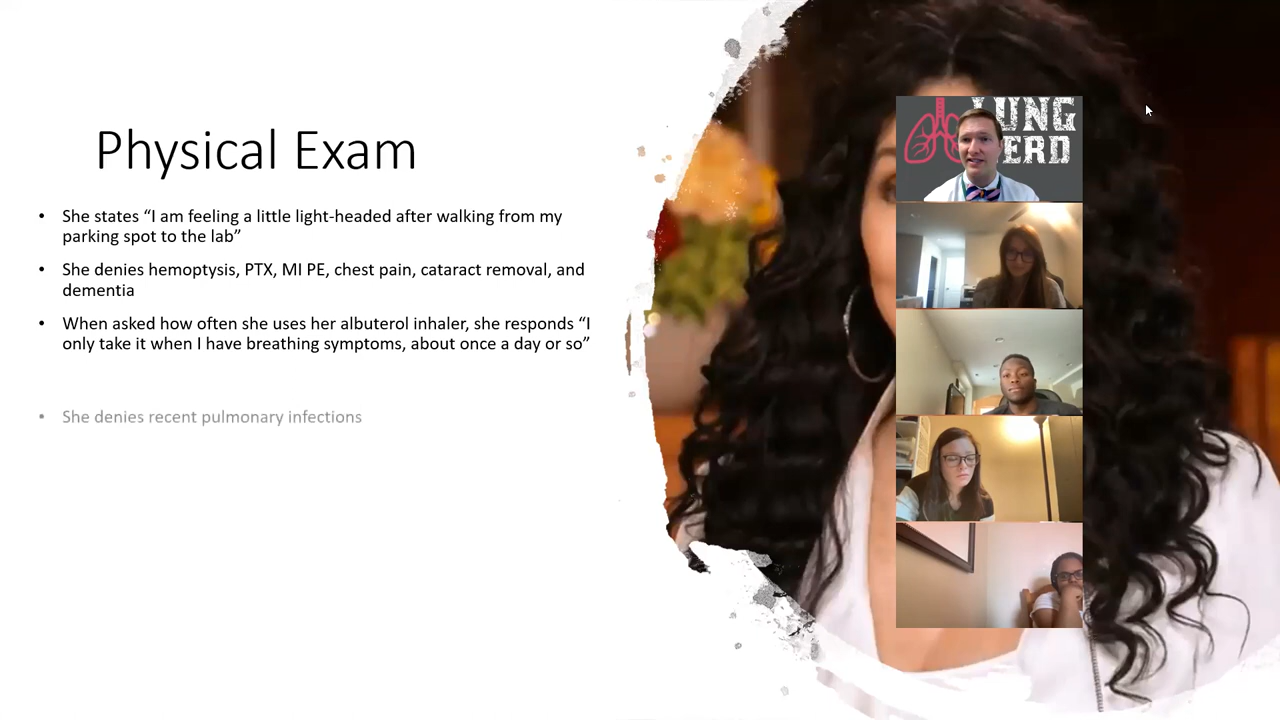 Physical Exam
• She states “I am feeling a little light-headed after walking from my
parking spot to the lab”
• She denies hemoptysis, PTX, MI PE, chest pain, cataract removal, and
dementia
• When asked how often she uses her albuterol inhaler, she responds “I
only take it when I have breathing symptoms, about once a day or so”
• She denies recent pulmonary infections
LUNG
ERD